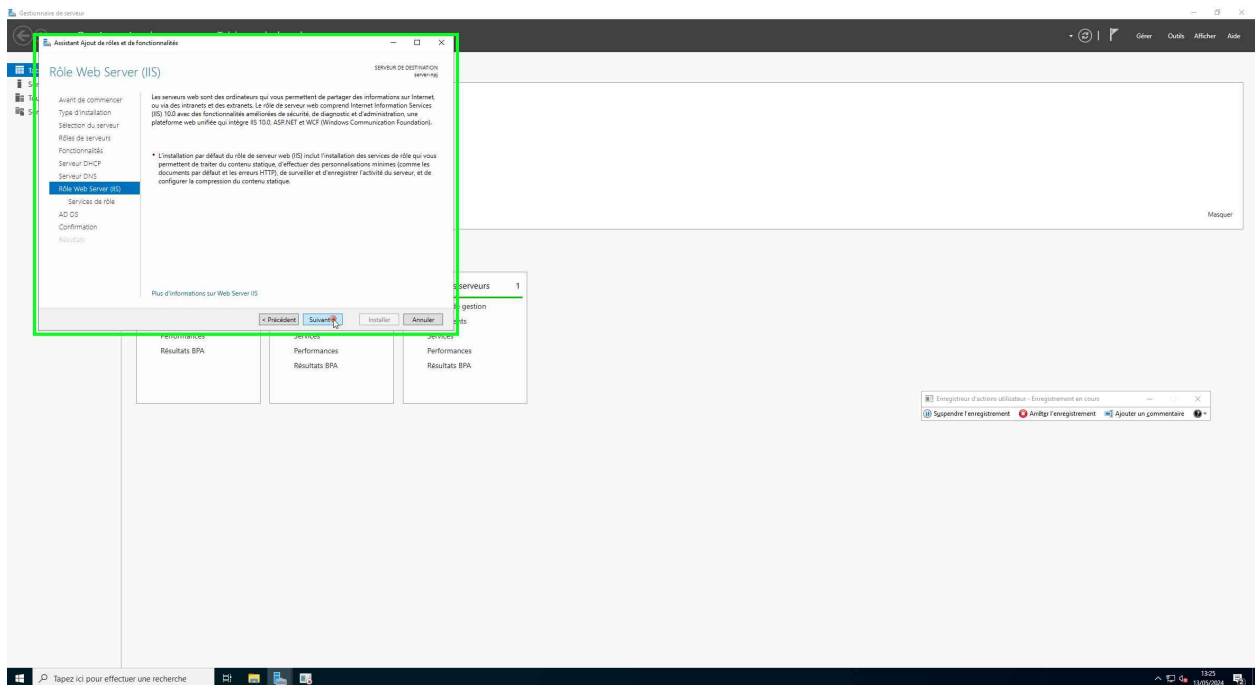 Gestionnaire de serveur
Gérer Outils Afficher Aide
Assistant Ajout de rôles et de fonctionnalités
Rôle Web Server (IIS)
SERVEUR DE DESTINATION
server-npj
Avant de commencer
Type d'installation
Sélection du serveur
Rôles de serveurs
Fonctionnalités
Serveur DHCP
Serveur DNS
Rôle Web Server (IIS)
Services de rôle
AD DS
Confirmation
Résultats
Les serveurs web sont des ordinateurs qui vous permettent de partager des informations sur Internet,
ou via des intranets et des extranets. Le rôle de serveur web comprend Internet Information Services
(IIS) 10.0 avec des fonctionnalités améliorées de sécurité, de diagnostic et d'administration, une
plateforme web unifiée qui intègre IIS 10.0, ASP.NET et WCF (Windows Communication Foundation).
• L'installation par défaut du rôle de serveur web (IIS) inclut l'installation des services de rôle qui vous
permettent de traiter du contenu statique, d'effectuer des personnalisations minimes (comme les
documents par défaut et les erreurs HTTP), de surveiller et d'enregistrer l'activité du serveur, et de
configurer la compression du contenu statique.
Plus d'informations sur Web Server IIS
< Précédent Suivant Installer Annuler
Masquer
serveurs 1
gestion
Performances Services Services
Résultats BPA Performances Performances
Résultats BPA Résultats BPA
Enregistreur d'actions utilisateur - Enregistrement en cours
Suspendre l'enregistrement Arrêter l'enregistrement Ajouter un commentaire
Tapez ici pour effectuer une recherche
13:25
13/05/2024